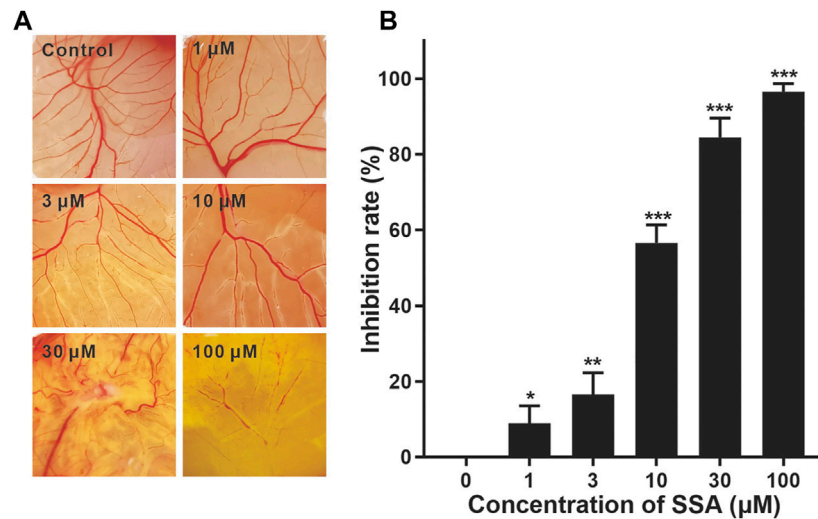 A
Control
1 µM
3 µM
10 µM
30 µM
100 µM
B
Inhibition rate (%)
100
80
60
40
20
0
*
**
***
***
***
0 1 3 10 30 100
Concentration of SSA (µM)